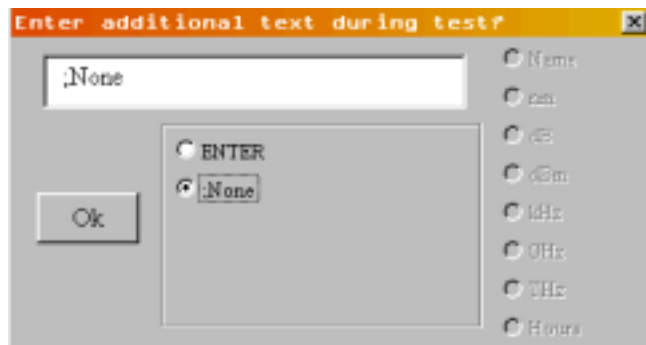 Enter additional text during test?
;None
ENTER
;None
Ok
Name
nm
dB
dBm
kHz
GHz
THz
Hours